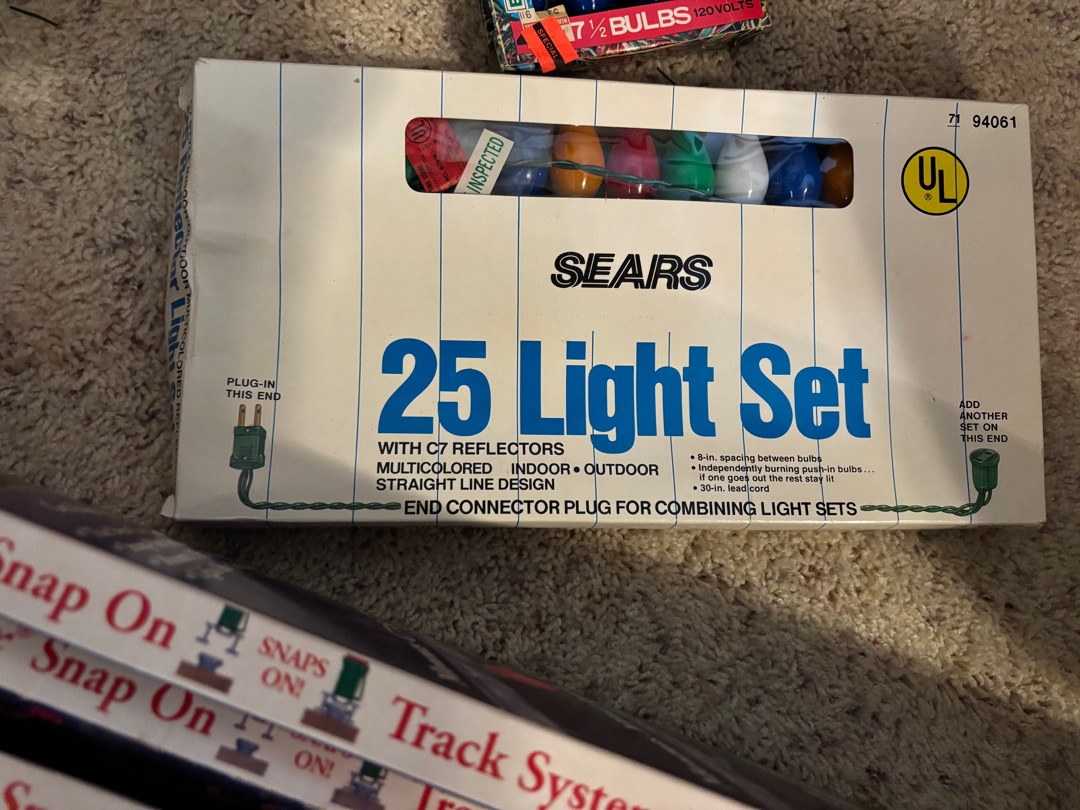 7 1/2 BULBS 120 VOLTS
SPECIAL
71 94061
UL
®
INSPECTED
SEARS
25 Light Set
PLUG-IN
THIS END
ADD
ANOTHER
SET ON
THIS END
WITH C7 REFLECTORS
MULTICOLORED INDOOR • OUTDOOR
STRAIGHT LINE DESIGN
• 8-in. spacing between bulbs
• Independently burning push-in bulbs...
if one goes out the rest stay lit
• 30-in. lead cord
END CONNECTOR PLUG FOR COMBINING LIGHT SETS
Snap On
SNAPS
ON!
Track System
Snap On
ON!